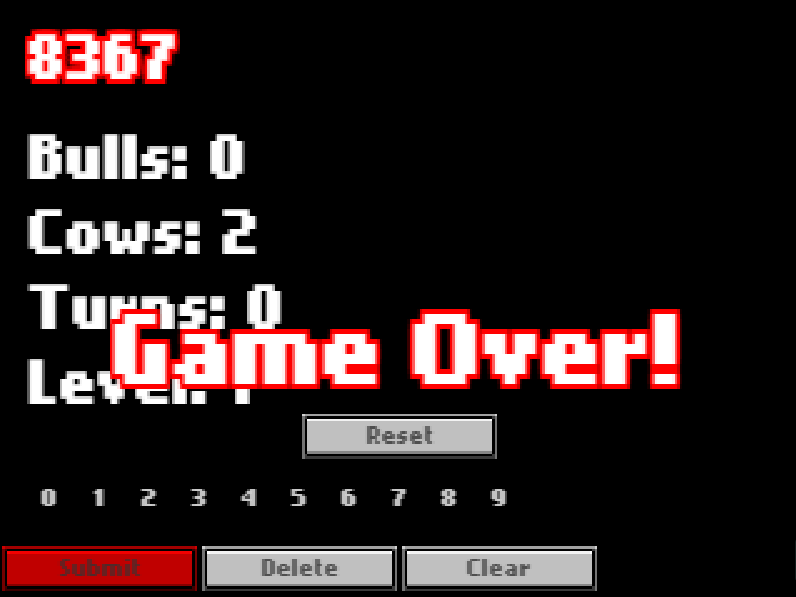 8367
Bulls: 0
Cows: 2
Turns: 0
Game Over!
Level:
Reset
0 1 2 3 4 5 6 7 8 9
Submit Delete Clear